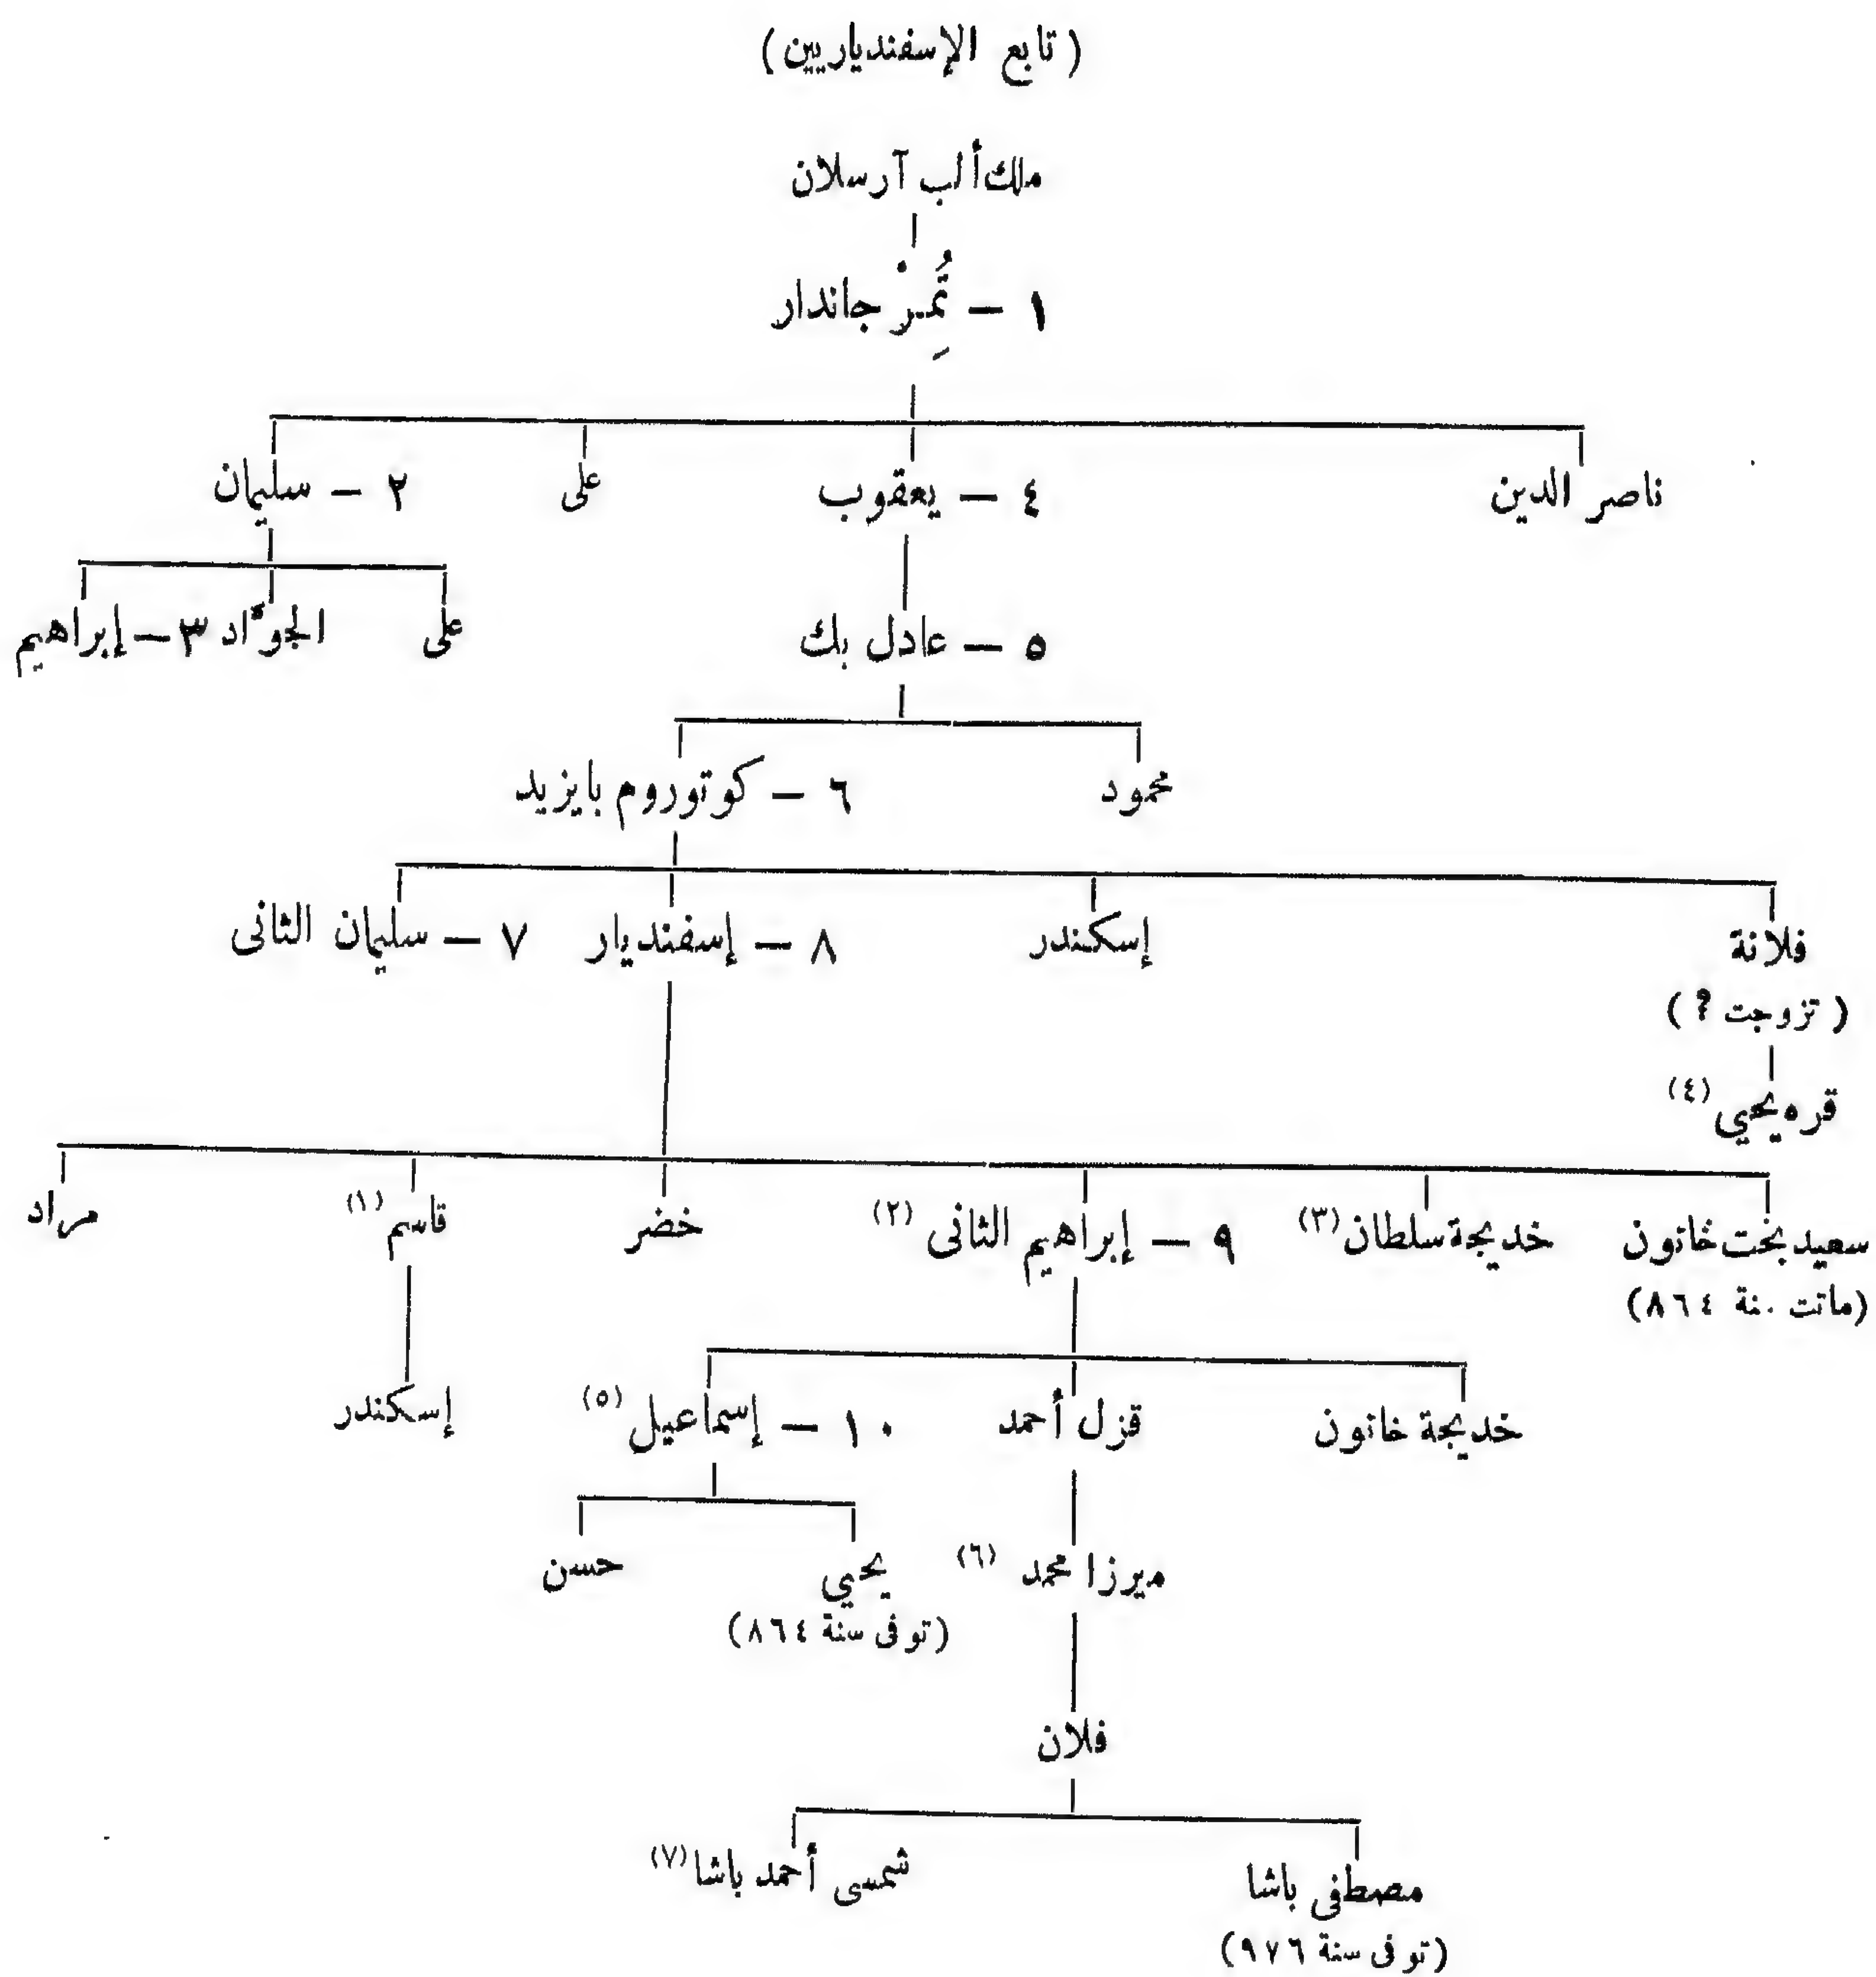 (تابع الإسفندياريين)
ملك ألب آرسلان
١ – تُمِرْ جاندار
ناصر الدين
٤ – يعقوب
على
٢ – سليمان
٥ – عادل بك
على
الجوّاد
٣ – إبراهيم
محمود
٦ – كوتوروم بايزيد
فلانة
(تزوجت ؟)
إسكندر
٨ – إسفنديار
٧ – سليمان الثانى
قره يحيي (٤)
سعيد بخت خاتون
(ماتت سنة ٨٦٤)
خديجة سلطان (٣)
٩ – إبراهيم الثانى (٢)
خضر
قاسم (١)
مراد
خديجة خاتون
قزل أحمد
١٠ – إسماعيل (٥)
إسكندر
ميرزا محمد (٦)
يحيي
(توفى سنة ٨٦٤)
حسن
فلان
مصطفى باشا
(توفى سنة ٩٧٦)
شمسى أحمد باشا (٧)